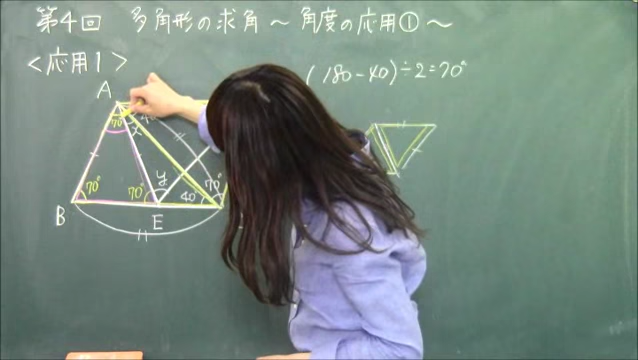 第4回 多角形の求角 ~ 角度の応用① ~
<応用1>
(180-40)÷2=70°
A
70°
x
70°
70°
y
40
70°
B
E